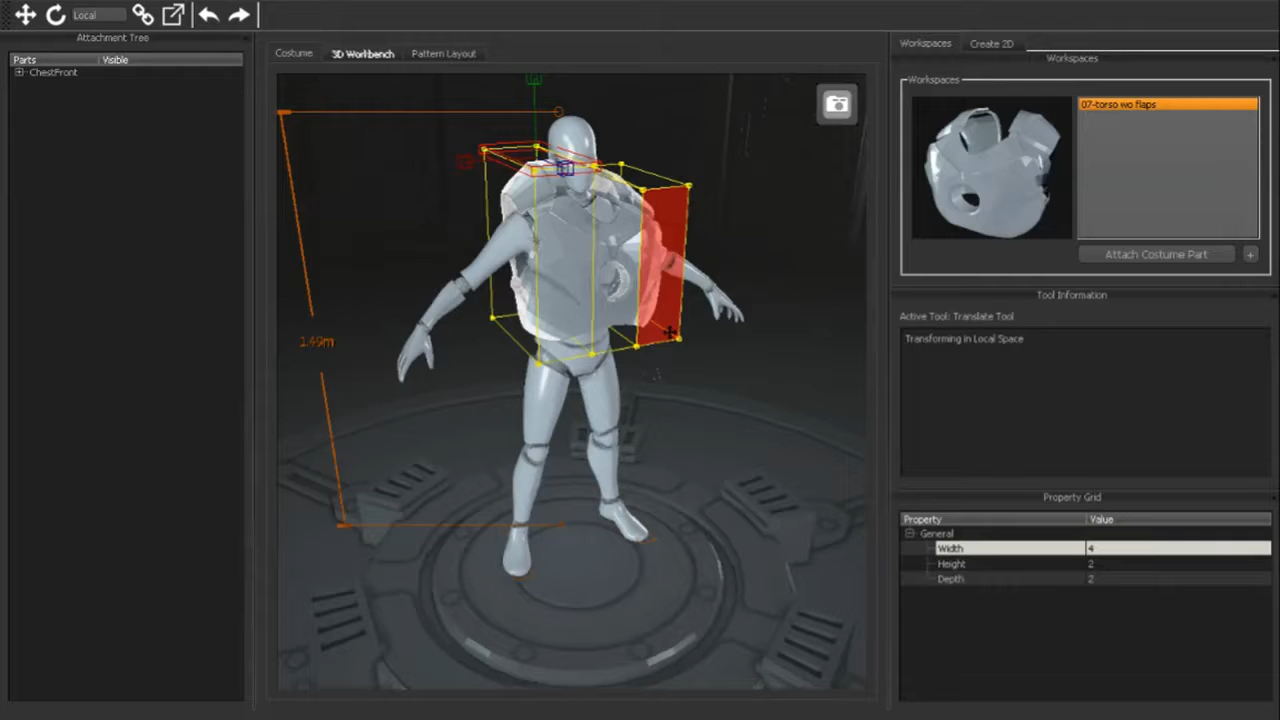 Local
Attachment Tree
Parts Visible
ChestFront
Costume 3D Workbench Pattern Layout
1.49m
Workspaces Create 2D
Workspaces
Workspaces
07-torso wo flaps
Attach Costume Part +
Tool Information
Active Tool: Translate Tool
Transforming in Local Space
Property Grid
Property Value
General
Width 4
Height 2
Depth 2